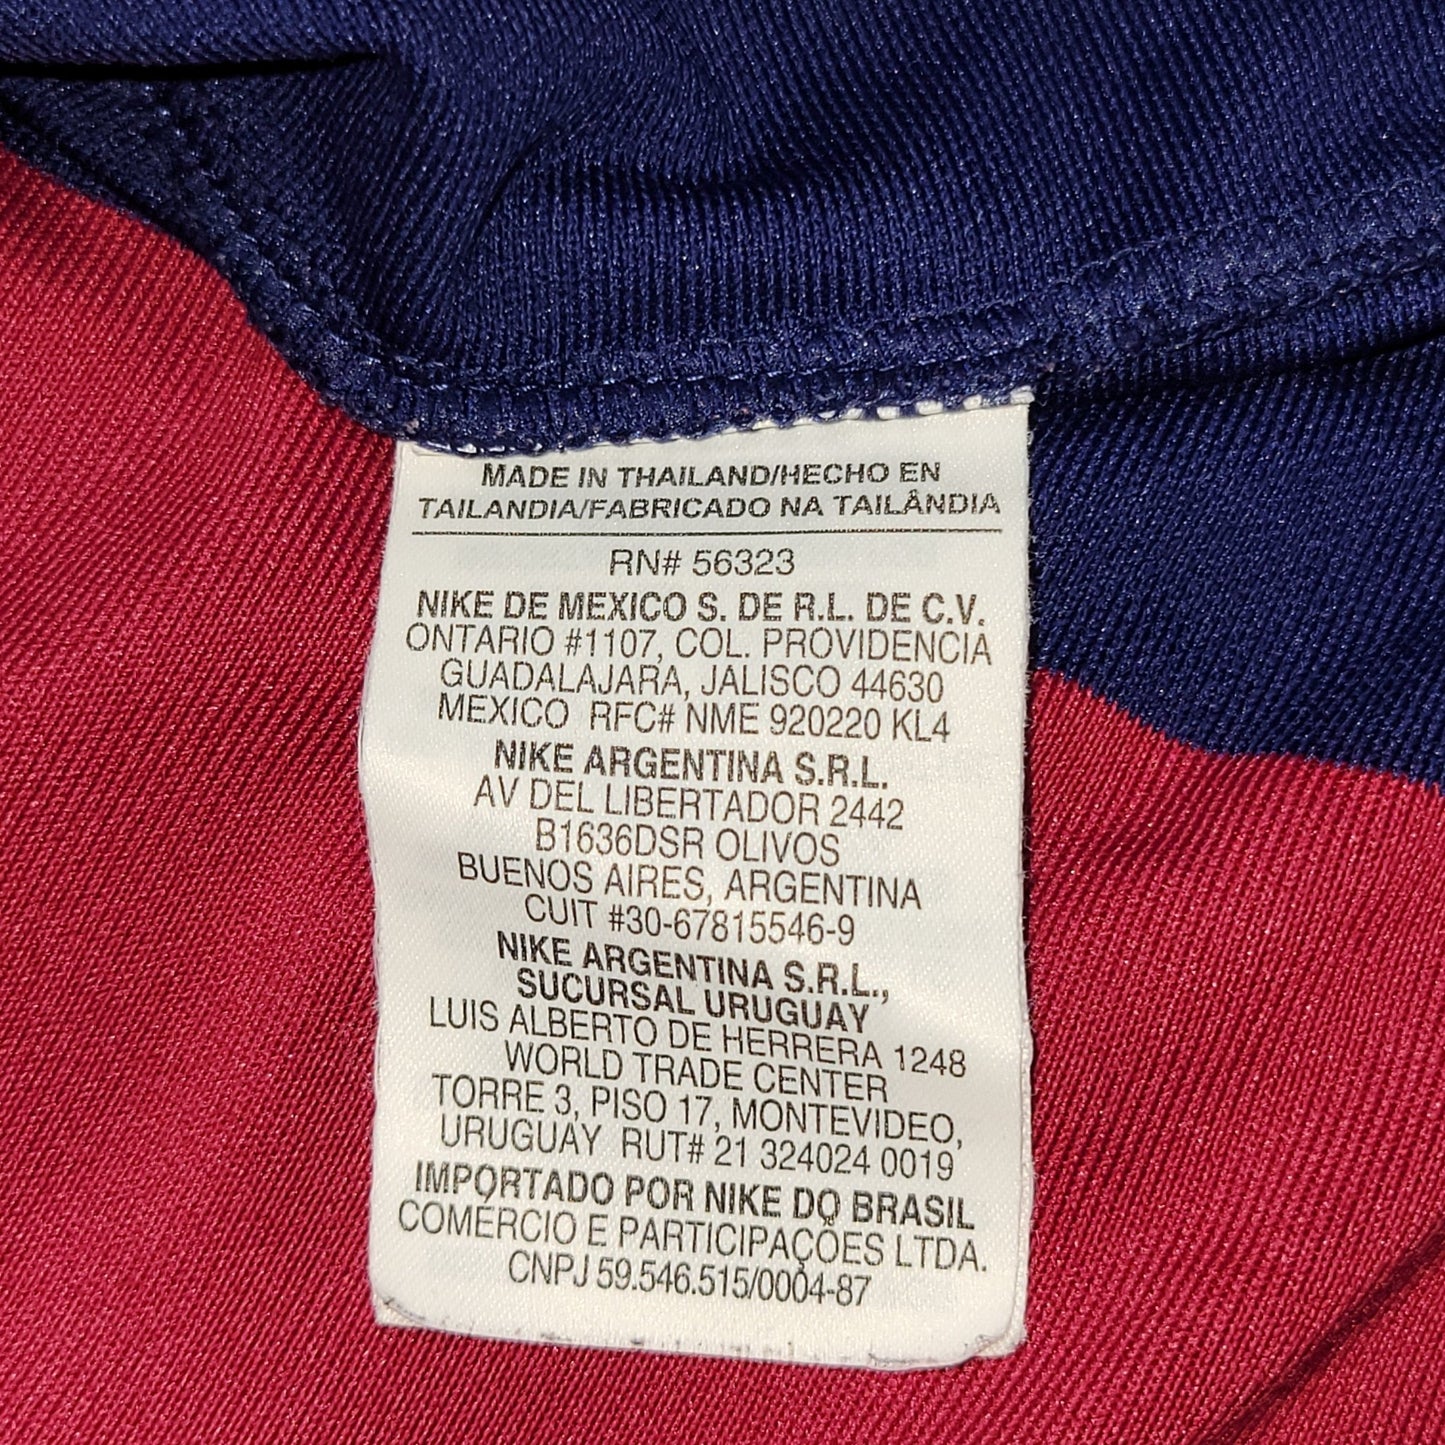 MADE IN THAILAND/HECHO EN
TAILANDIA/FABRICADO NA TAILÂNDIA
RN# 56323
NIKE DE MEXICO S. DE R.L. DE C.V.
ONTARIO #1107, COL. PROVIDENCIA
GUADALAJARA, JALISCO 44630
MEXICO RFC# NME 920220 KL4
NIKE ARGENTINA S.R.L.
AV DEL LIBERTADOR 2442
B1636DSR OLIVOS
BUENOS AIRES, ARGENTINA
CUIT #30-67815546-9
NIKE ARGENTINA S.R.L.,
SUCURSAL URUGUAY
LUIS ALBERTO DE HERRERA 1248
WORLD TRADE CENTER
TORRE 3, PISO 17, MONTEVIDEO,
URUGUAY RUT# 21 324024 0019
IMPORTADO POR NIKE DO BRASIL
COMÉRCIO E PARTICIPAÇÕES LTDA.
CNPJ 59.546.515/0004-87